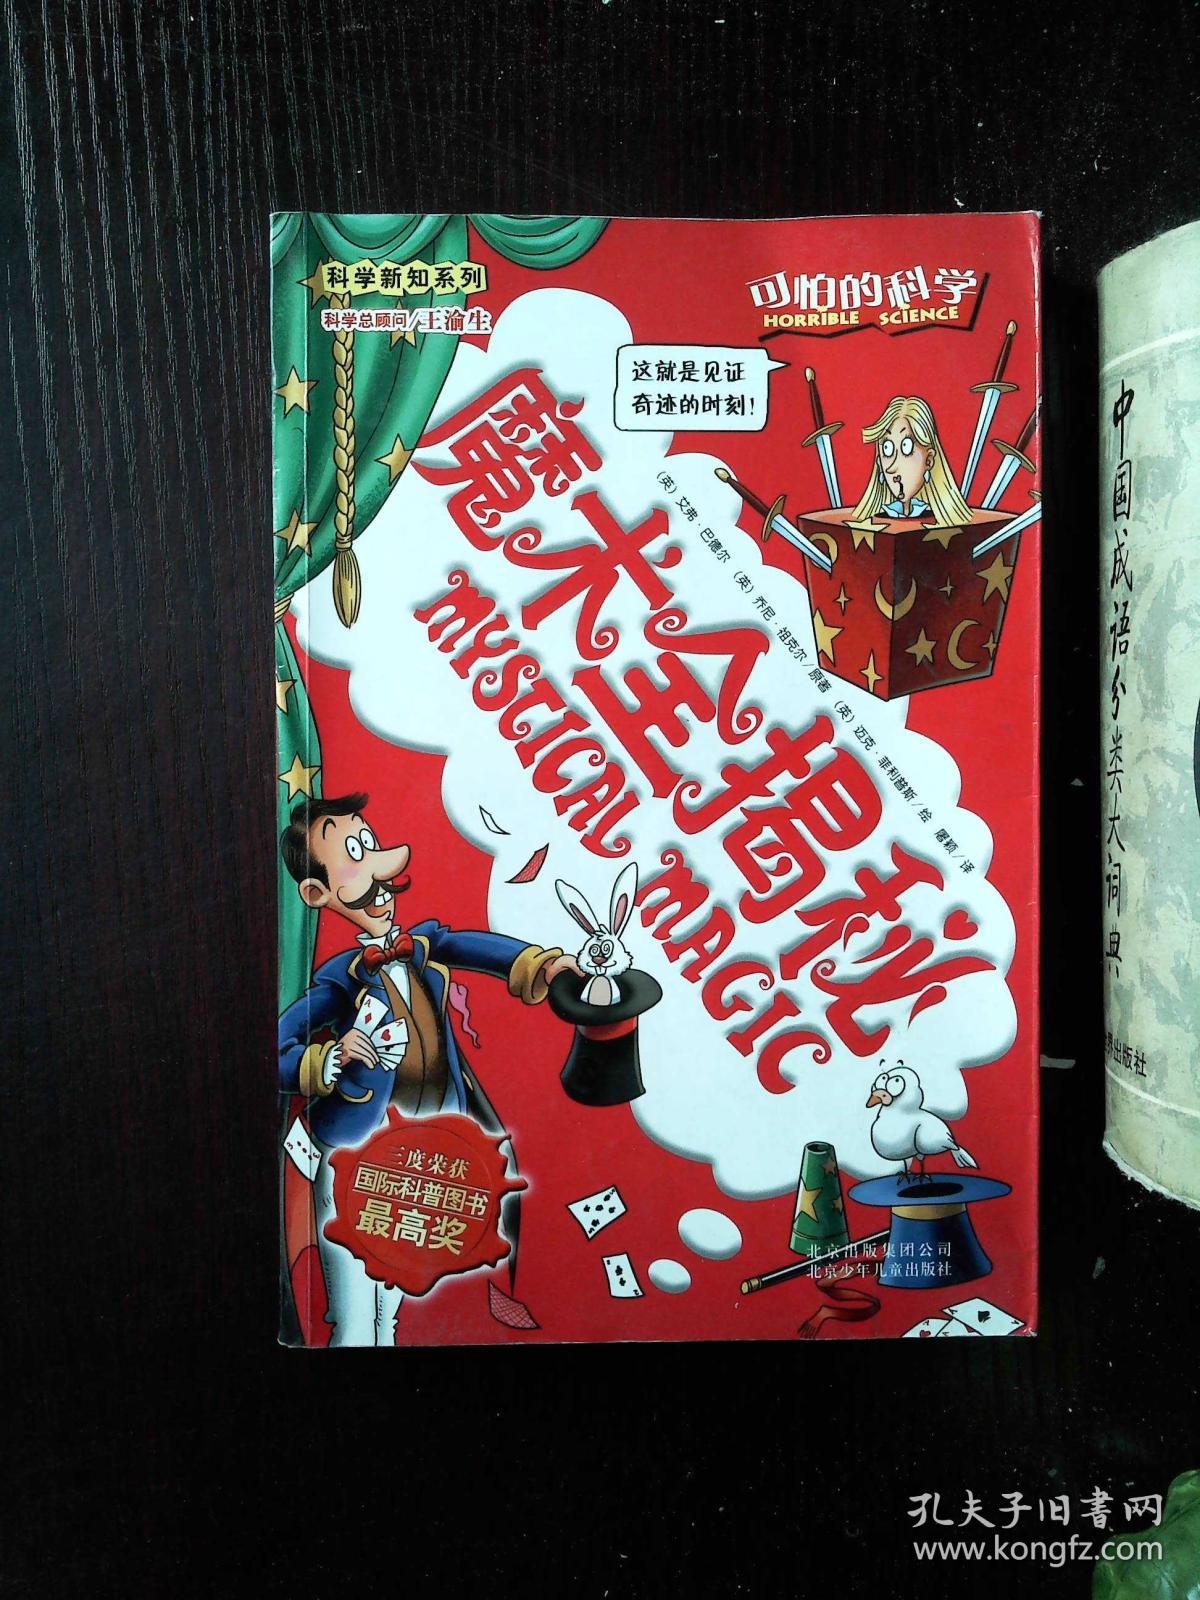 科学新知系列
科学总顾问/王渝生
可怕的科学
HORRIBLE SCIENCE
这就是见证
奇迹的时刻！
魔术全揭秘
MYSTICAL MAGIC
（英）艾弗·巴德尔 （英）乔尼·祖克尔/原著 （英）迈克·菲利普斯/绘 屠颖/译
三度荣获
国际科普图书
最高奖
北京出版集团公司
北京少年儿童出版社
中国成语分类大词典
界出版社
孔夫子旧書网
www.kongfz.com